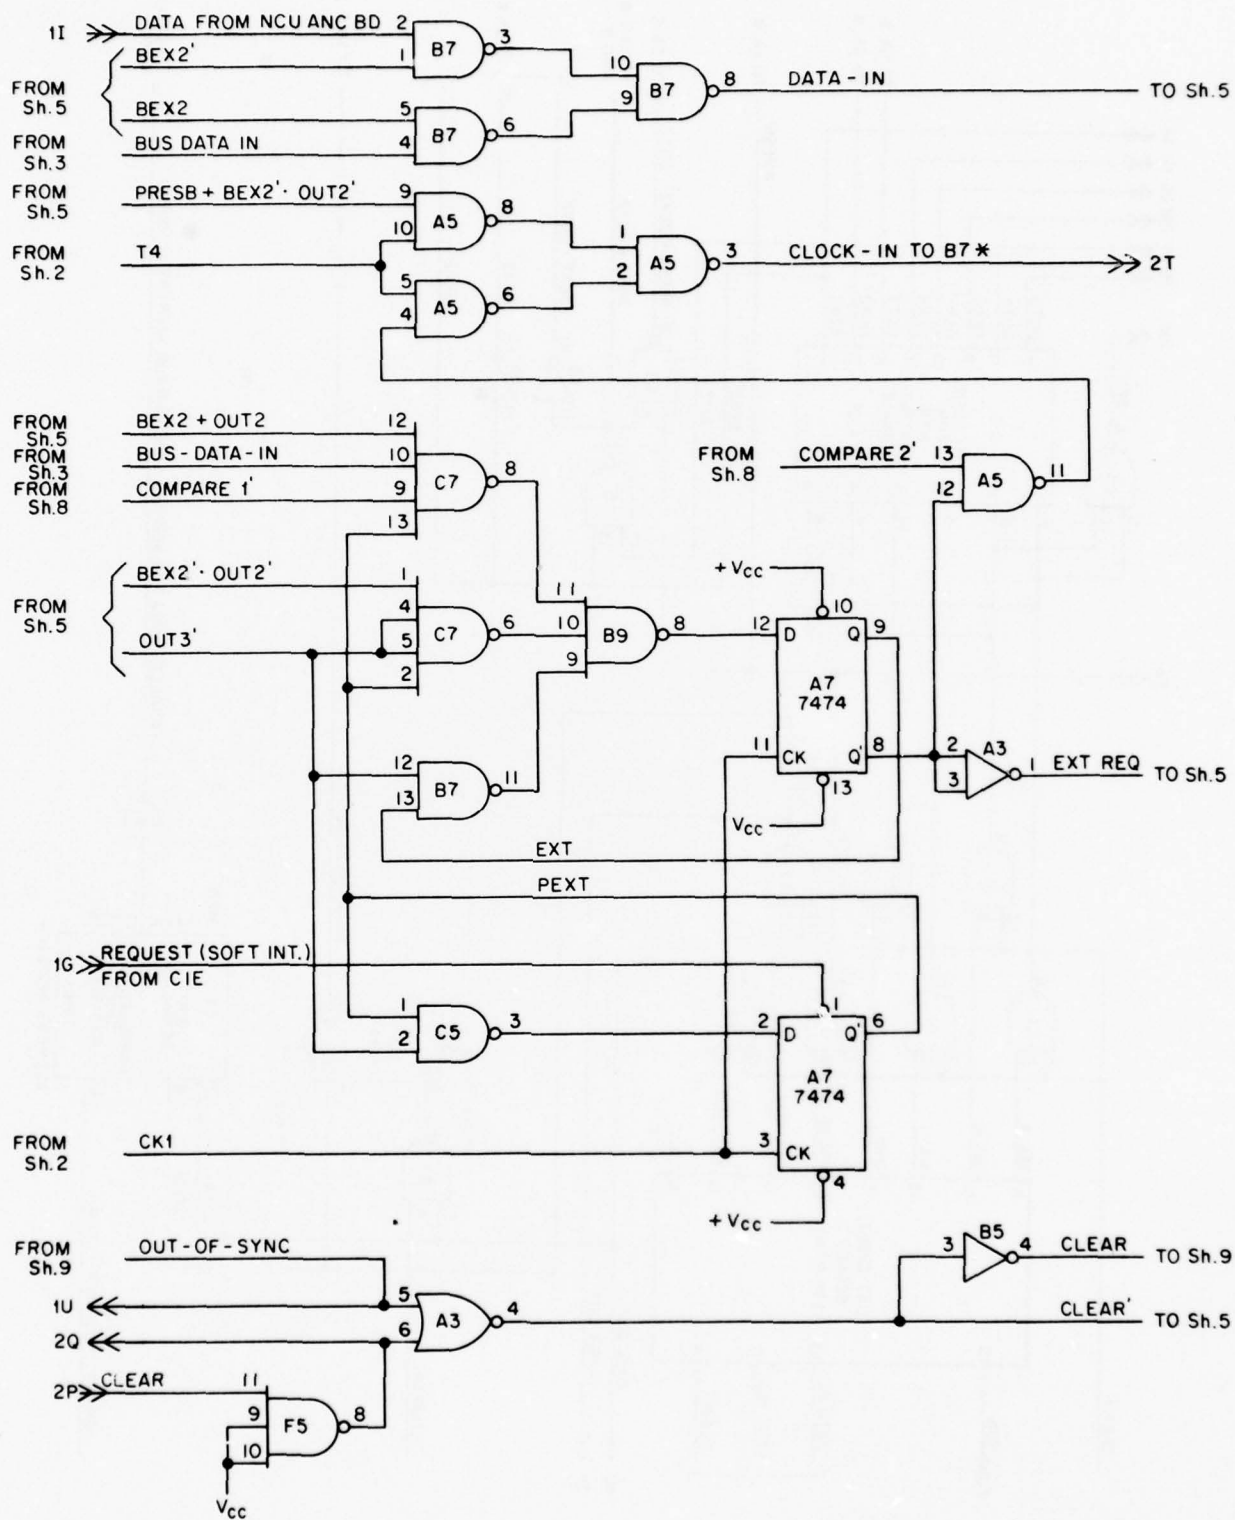 1I DATA FROM NCU ANC BD 2 B7 3
BEX2' 1
FROM Sh.5
10 B7 8 DATA - IN TO Sh.5
9
BEX2 5 B7 6
FROM Sh.3 BUS DATA IN 4
FROM Sh.5 PRESB + BEX2' · OUT2' 9 A5 8
10
FROM Sh.2 T4
1 A5 3 CLOCK - IN TO B7 * 2T
2
5 A5 6
4
FROM Sh.5 BEX2 + OUT2 12
FROM Sh.3 BUS - DATA - IN 10 C7 8
FROM Sh.8 COMPARE 1' 9
13
FROM Sh.8 COMPARE 2' 13 A5 11
12
BEX2' · OUT2' 1
FROM Sh.5
4 C7 6
OUT3' 5
2
11
10 B9 8
9
+ VCC 10
12 D Q 9
A7
7474
11 CK Q' 8
13
VCC
2 A3 1 EXT REQ TO Sh.5
3
12 B7 11
13
EXT
PEXT
1G REQUEST (SOFT INT.)
FROM CIE
1 C5 3
2
1
2 D Q' 6
A7
7474
FROM Sh.2 CK1 3 CK
4
+ VCC
FROM Sh.9 OUT - OF - SYNC
3 B5 4 CLEAR TO Sh.9
1U 5 A3 4 CLEAR' TO Sh.5
2Q 6
2P CLEAR 11
9 F5 8
10
VCC